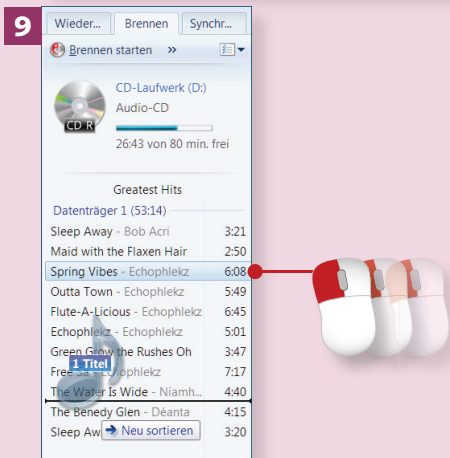 9
Wieder... Brennen Synchr...
Brennen starten »
CD-Laufwerk (D:)
Audio-CD
CD R
26:43 von 80 min. frei
Greatest Hits
Datenträger 1 (53:14)
Sleep Away - Bob Acri 3:21
Maid with the Flaxen Hair 2:50
Spring Vibes - Echophlekz 6:08
Outta Town - Echophlekz 5:49
Flute-A-Licious - Echophlekz 6:45
Echophlekz - Echophlekz 5:01
Green Grow the Rushes Oh 3:47
1 Titel
Free - Echophlekz 7:17
The Water Is Wide - Niamh... 4:40
The Benedy Glen - Déanta 4:15
Sleep Aw 3:20
Neu sortieren